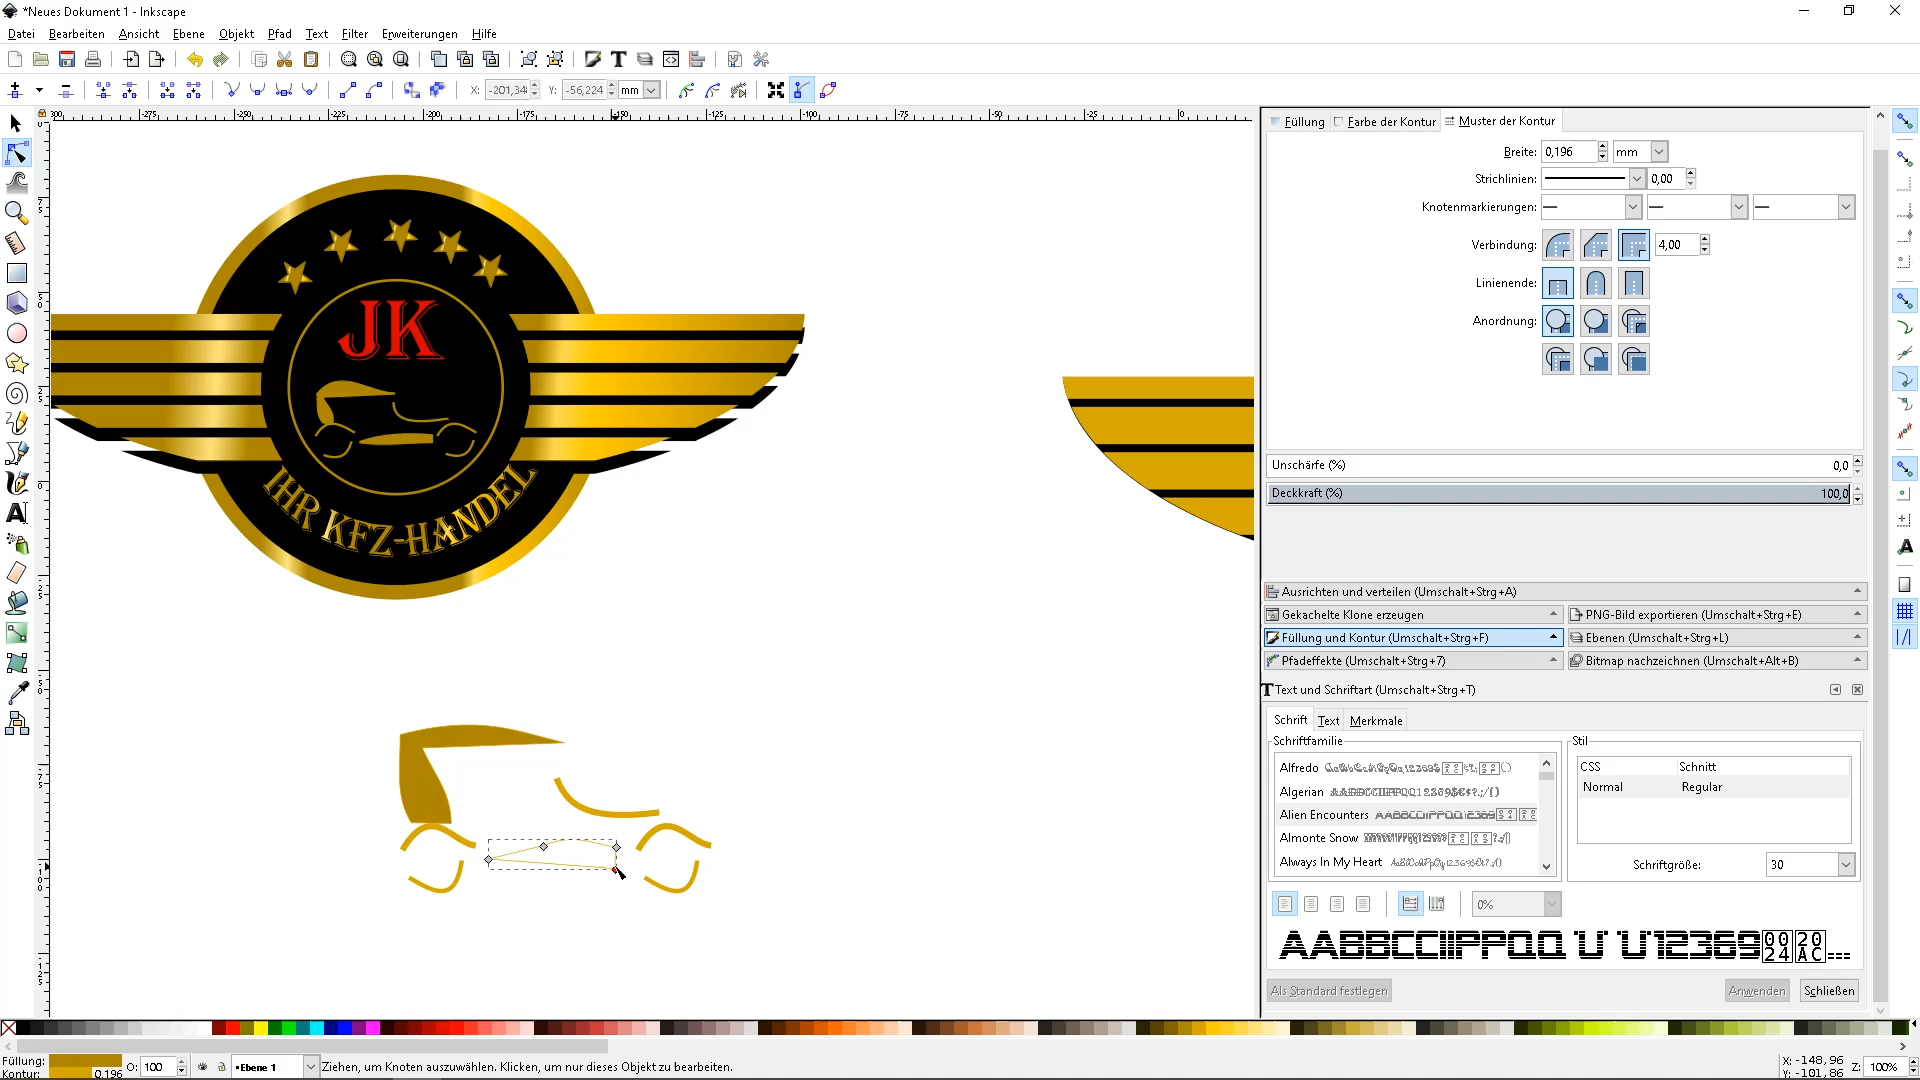 *Neues Dokument 1 - Inkscape
Datei Bearbeiten Ansicht Ebene Objekt Pfad Text Filter Erweiterungen Hilfe
X: -201,34 Y: -56,224 mm
Füllung Farbe der Kontur Muster der Kontur
Breite: 0,196 mm
Strichlinien: 0,00
Knotenmarkierungen:
Verbindung: 4,00
Linienende:
Anordnung:
JK
IHR KFZ-HANDEL
Unschärfe (%) 0,0
Deckkraft (%) 100,0
Ausrichten und verteilen (Umschalt+Strg+A)
Gekachelte Klone erzeugen PNG-Bild exportieren (Umschalt+Strg+E)
Füllung und Kontur (Umschalt+Strg+F) Ebenen (Umschalt+Strg+L)
Pfadeffekte (Umschalt+Strg+7) Bitmap nachzeichnen (Umschalt+Alt+B)
Text und Schriftart (Umschalt+Strg+T)
Schrift Text Merkmale
Schriftfamilie Stil
Alfredo
Algerian
Alien Encounters
Almonte Snow
Always In My Heart
CSS Schnitt
Normal Regular
Schriftgröße: 30
0%
AABBCCIIPPQQ
12369
Als Standard festlegen Anwenden Schließen
Füllung: O: 100 Ebene 1 Ziehen, um Knoten auszuwählen. Klicken, um nur dieses Objekt zu bearbeiten.
Kontur: 0,196
X: -148,96 Z: 100%
Y: -101,86